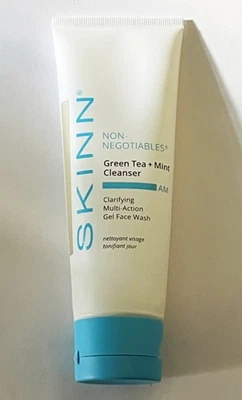 SKINN®
NON-
NEGOTIABLES®
Green Tea + Mint
Cleanser
AM
Clarifying
Multi-Action
Gel Face Wash
nettoyant visage
tonifiant jour